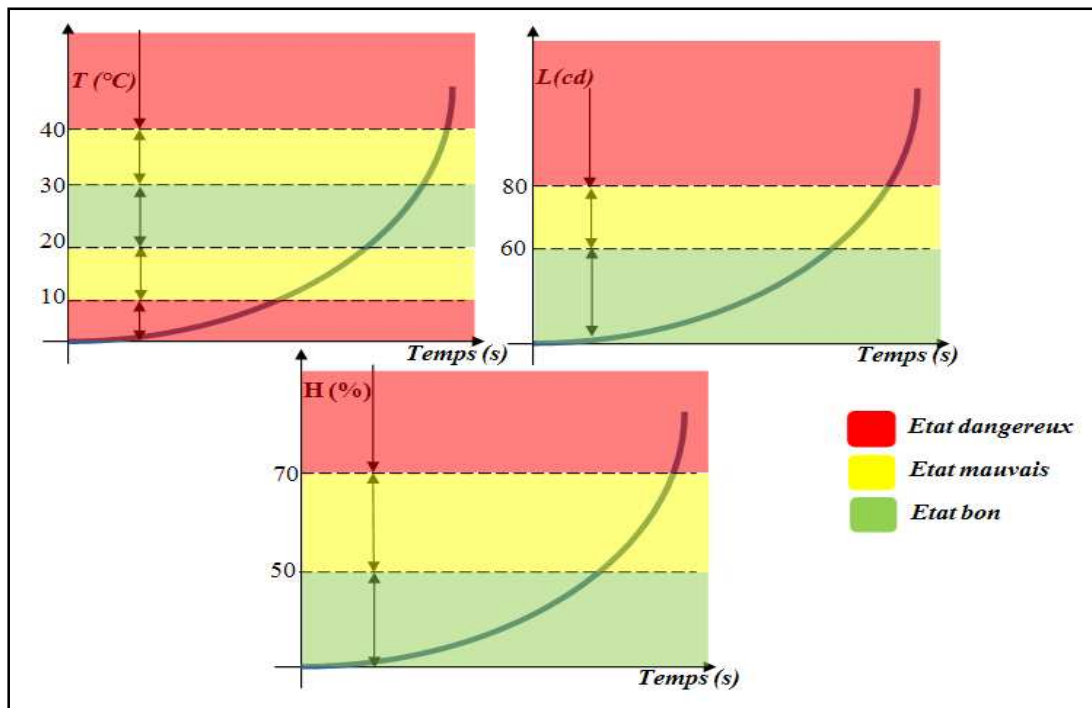 T (°C)
40
30
20
10
Temps (s)
L(cd)
80
60
Temps (s)
H (%)
70
50
Temps (s)
Etat dangereux
Etat mauvais
Etat bon